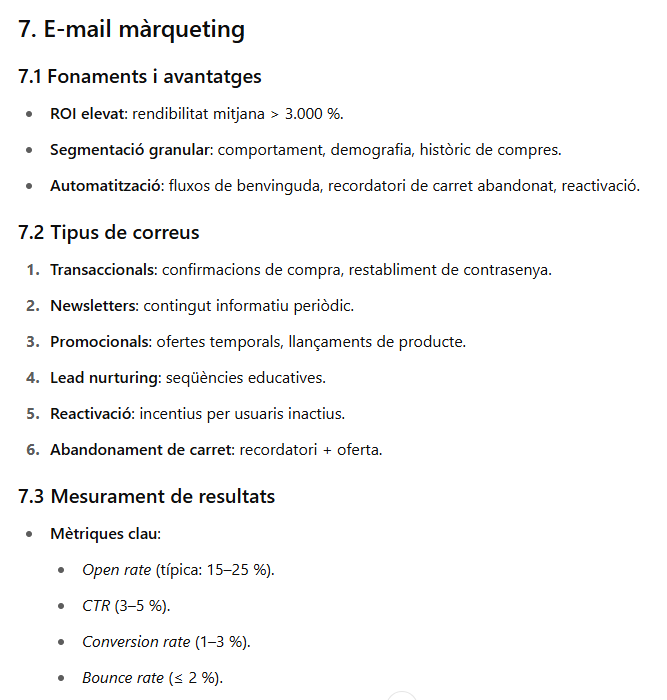 7. E-mail màrqueting
7.1 Fonaments i avantatges
• ROI elevat: rendibilitat mitjana > 3.000 %.
• Segmentació granular: comportament, demografia, històric de compres.
• Automatització: fluxos de benvinguda, recordatori de carret abandonat, reactivació.
7.2 Tipus de correus
1. Transaccionals: confirmacions de compra, restabliment de contrasenya.
2. Newsletters: contingut informatiu periòdic.
3. Promocionals: ofertes temporals, llançaments de producte.
4. Lead nurturing: seqüències educatives.
5. Reactivació: incentius per usuaris inactius.
6. Abandonament de carret: recordatori + oferta.
7.3 Mesurament de resultats
• Mètriques clau:
• Open rate (típica: 15–25 %).
• CTR (3–5 %).
• Conversion rate (1–3 %).
• Bounce rate (≤ 2 %).